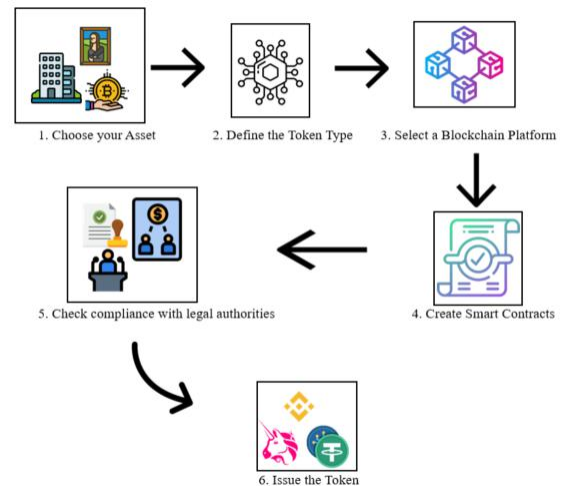 1. Choose your Asset
2. Define the Token Type
3. Select a Blockchain Platform
4. Create Smart Contracts
5. Check compliance with legal authorities
6. Issue the Token